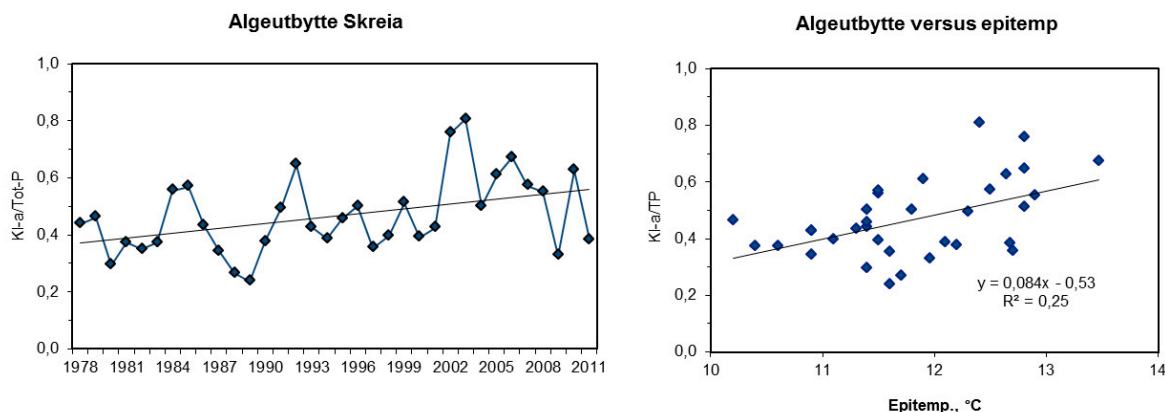 Algeutbytte Skreia
Kl-a/Tot-P
1,0
0,8
0,6
0,4
0,2
0,0
1978 1981 1984 1987 1990 1993 1996 1999 2002 2005 2008 2011
Algeutbytte versus epitemp
Kl-a/TP
1,0
0,8
0,6
0,4
0,2
0,0
y = 0,084x - 0,53
R² = 0,25
10 11 12 13 14
Epitemp., °C